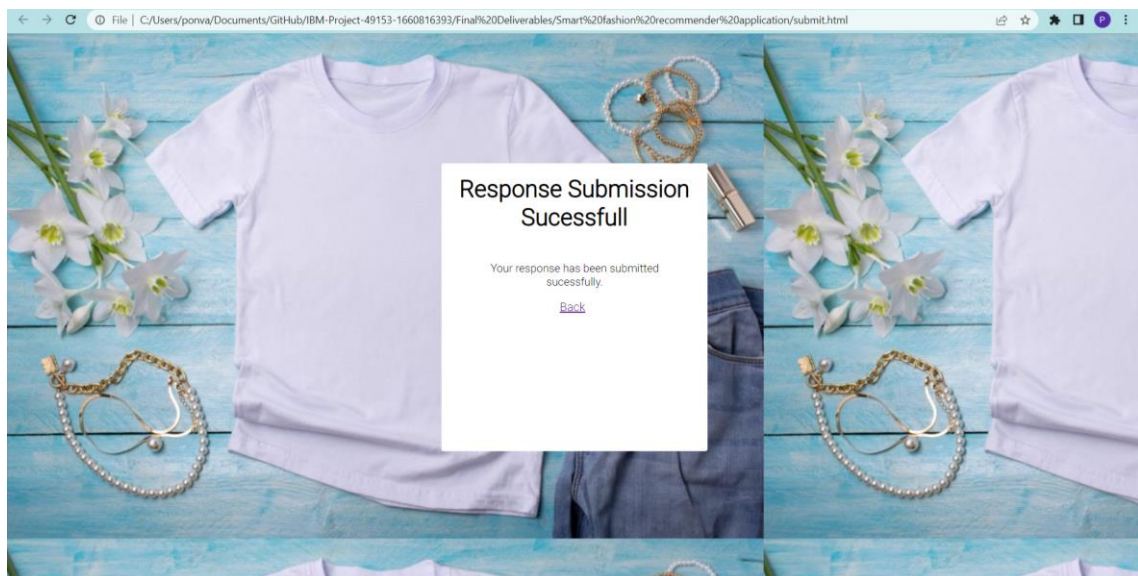 File | C:/Users/ponva/Documents/GitHub/IBM-Project-49153-1660816393/Final%20Deliverables/Smart%20fashion%20recommender%20application/submit.html
P
Response Submission
Sucessfull
Your response has been submitted
sucessfully.
Back